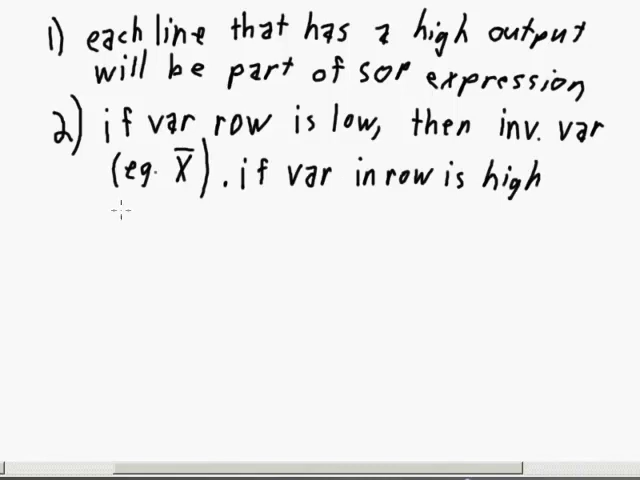 1) each line that has a high output
will be part of SOP expression
2) if var row is low, then inv. var
(eg. X̅). if var in row is high